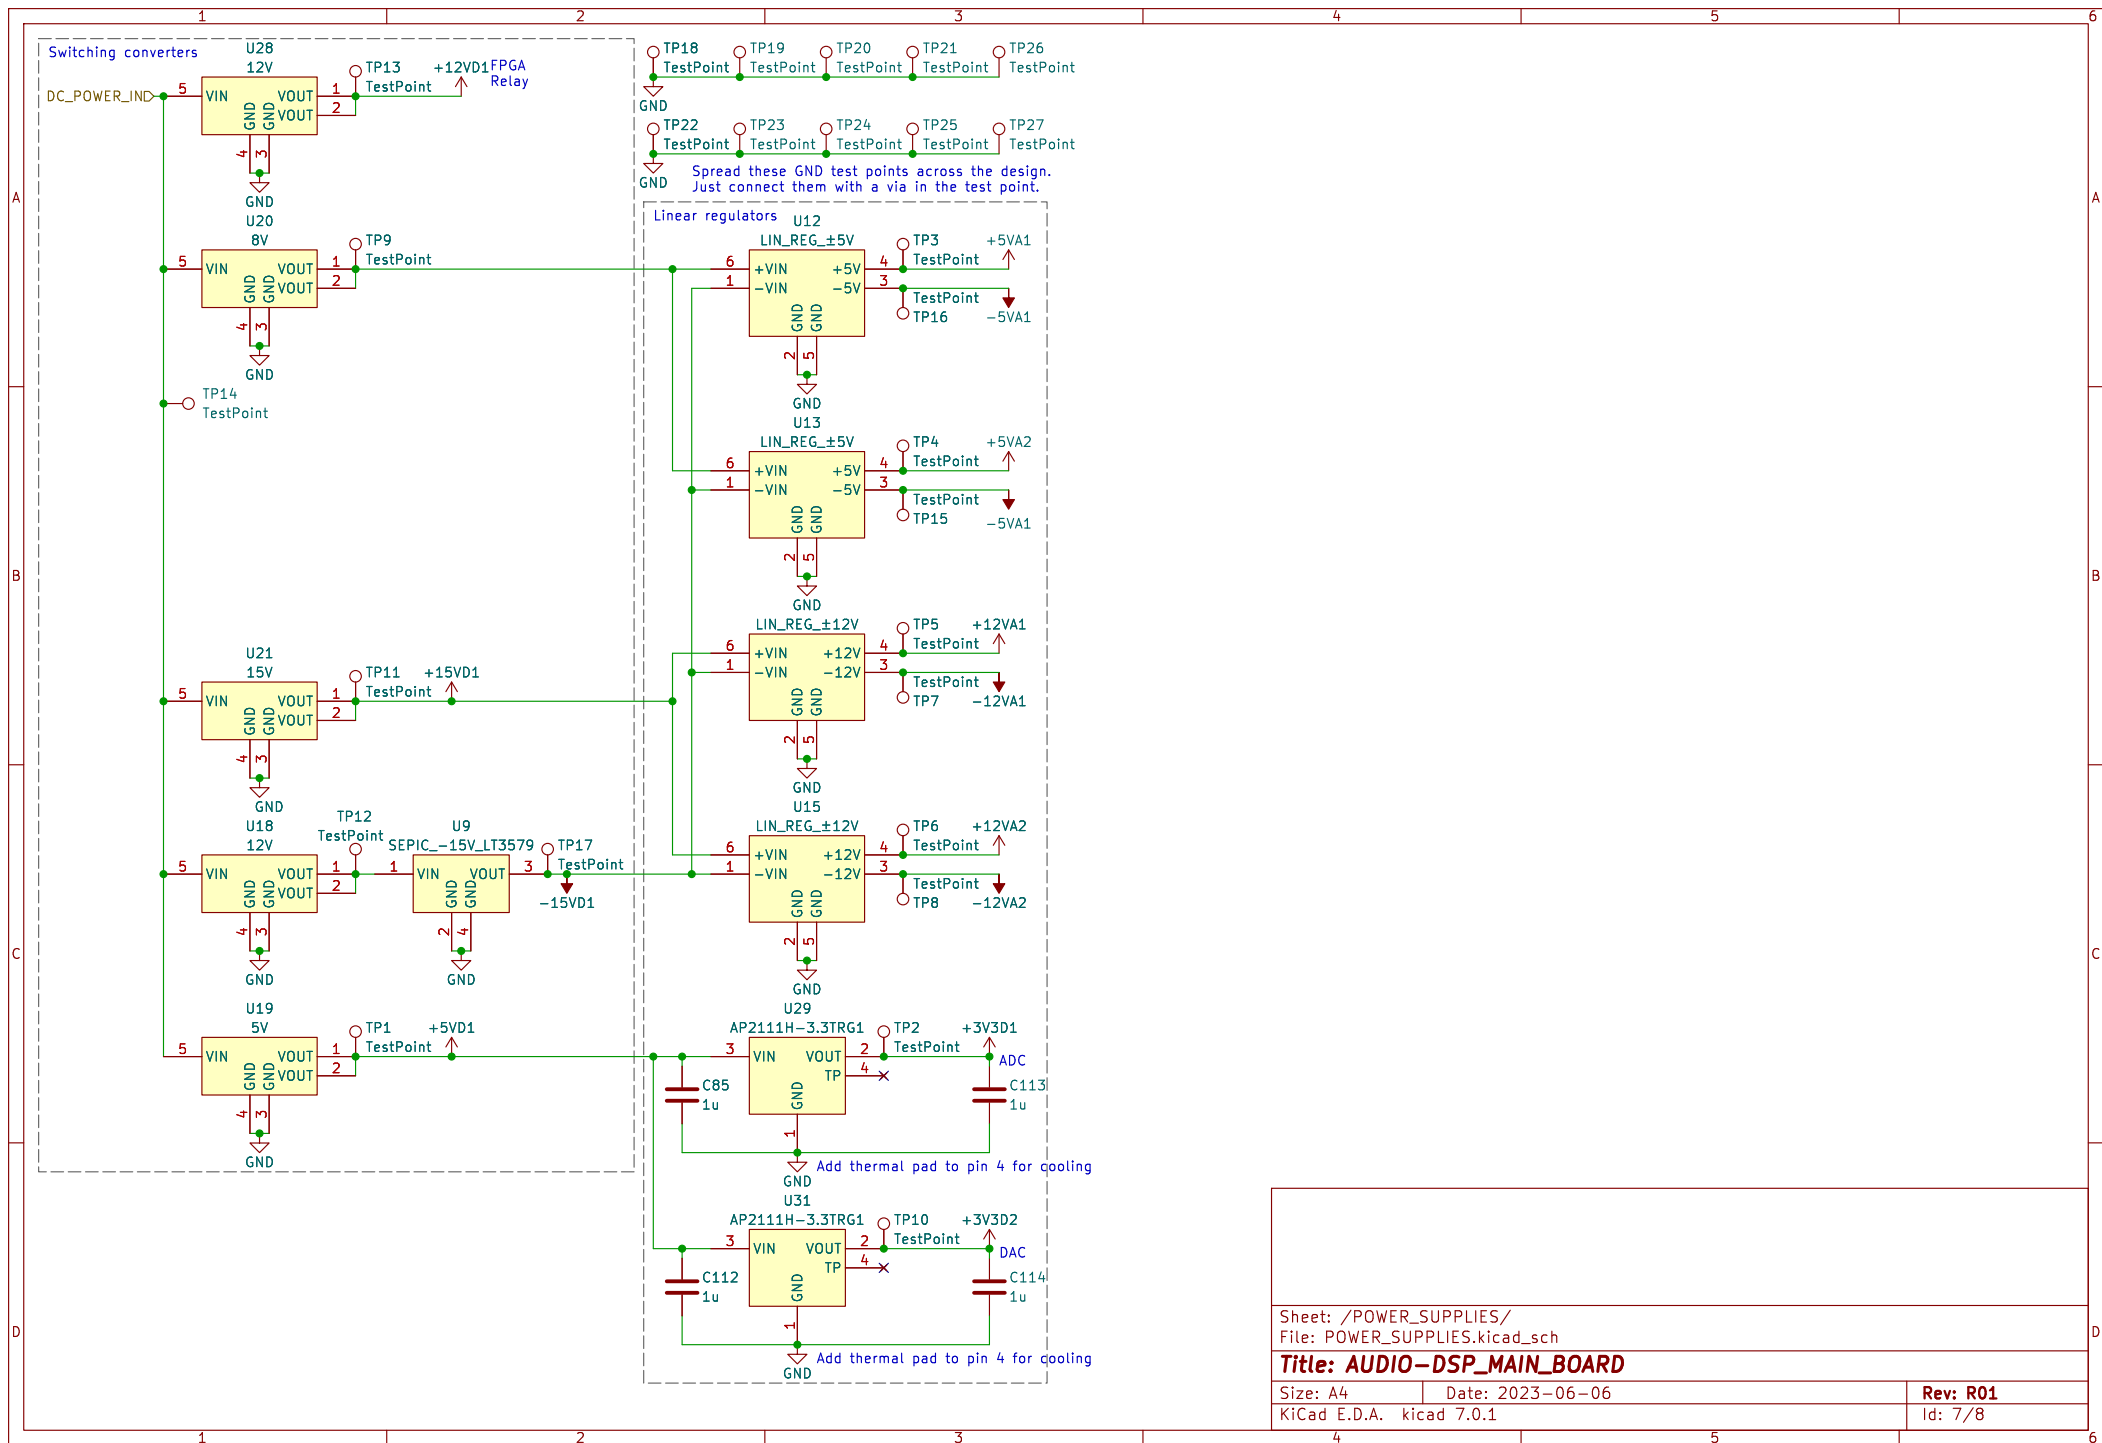 1 2 3 4 5 6
Switching converters
U28
12V
DC_POWER_IN
5 VIN VOUT 1
VOUT 2
GND GND
4 3
GND
TP13
TestPoint
+12VD1
FPGA
Relay
U20
8V
5 VIN VOUT 1
VOUT 2
GND GND
4 3
GND
TP9
TestPoint
TP14
TestPoint
U21
15V
5 VIN VOUT 1
VOUT 2
GND GND
4 3
GND
TP11
TestPoint
+15VD1
U18
12V
5 VIN VOUT 1
VOUT 2
GND GND
4 3
GND
TP12
TestPoint
U9
SEPIC_-15V_LT3579
1 VIN VOUT 3
GND GND
2 4
GND
TP17
TestPoint
-15VD1
U19
5V
5 VIN VOUT 1
VOUT 2
GND GND
4 3
GND
TP1
TestPoint
+5VD1
TP18 TP19 TP20 TP21 TP26
TestPoint TestPoint TestPoint TestPoint TestPoint
GND
TP22 TP23 TP24 TP25 TP27
TestPoint TestPoint TestPoint TestPoint TestPoint
GND
Spread these GND test points across the design.
Just connect them with a via in the test point.
Linear regulators
U12
LIN_REG_±5V
6 +VIN +5V 4
1 -VIN -5V 3
GND GND
2 5
GND
TP3
TestPoint
+5VA1
TestPoint
TP16
-5VA1
U13
LIN_REG_±5V
6 +VIN +5V 4
1 -VIN -5V 3
GND GND
2 5
GND
TP4
TestPoint
+5VA2
TestPoint
TP15
-5VA1
LIN_REG_±12V
6 +VIN +12V 4
1 -VIN -12V 3
GND GND
2 5
GND
TP5
TestPoint
+12VA1
TestPoint
TP7
-12VA1
U15
LIN_REG_±12V
6 +VIN +12V 4
1 -VIN -12V 3
GND GND
2 5
GND
TP6
TestPoint
+12VA2
TestPoint
TP8
-12VA2
U29
AP2111H-3.3TRG1
3 VIN VOUT 2
TP 4
GND
1
GND
TP2
TestPoint
+3V3D1
ADC
C85
1u
C113
1u
Add thermal pad to pin 4 for cooling
U31
AP2111H-3.3TRG1
3 VIN VOUT 2
TP 4
GND
1
GND
TP10
TestPoint
+3V3D2
DAC
C112
1u
C114
1u
Add thermal pad to pin 4 for cooling
A A
B B
C C
D D
Sheet: /POWER_SUPPLIES/
File: POWER_SUPPLIES.kicad_sch
Title: AUDIO-DSP_MAIN_BOARD
Size: A4 Date: 2023-06-06 Rev: R01
KiCad E.D.A. kicad 7.0.1 Id: 7/8
1 2 3 4 5 6